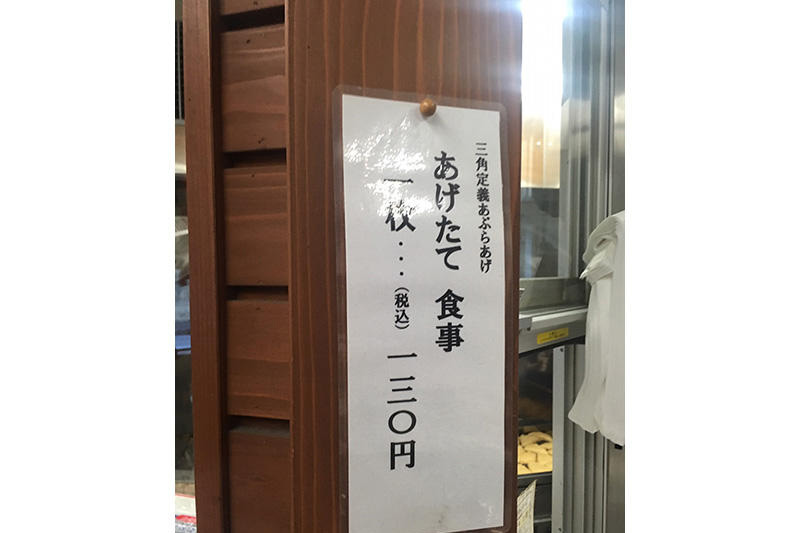 三角定義あぶらあげ
あげたて 食事
一枚・・・(税込)一三〇円